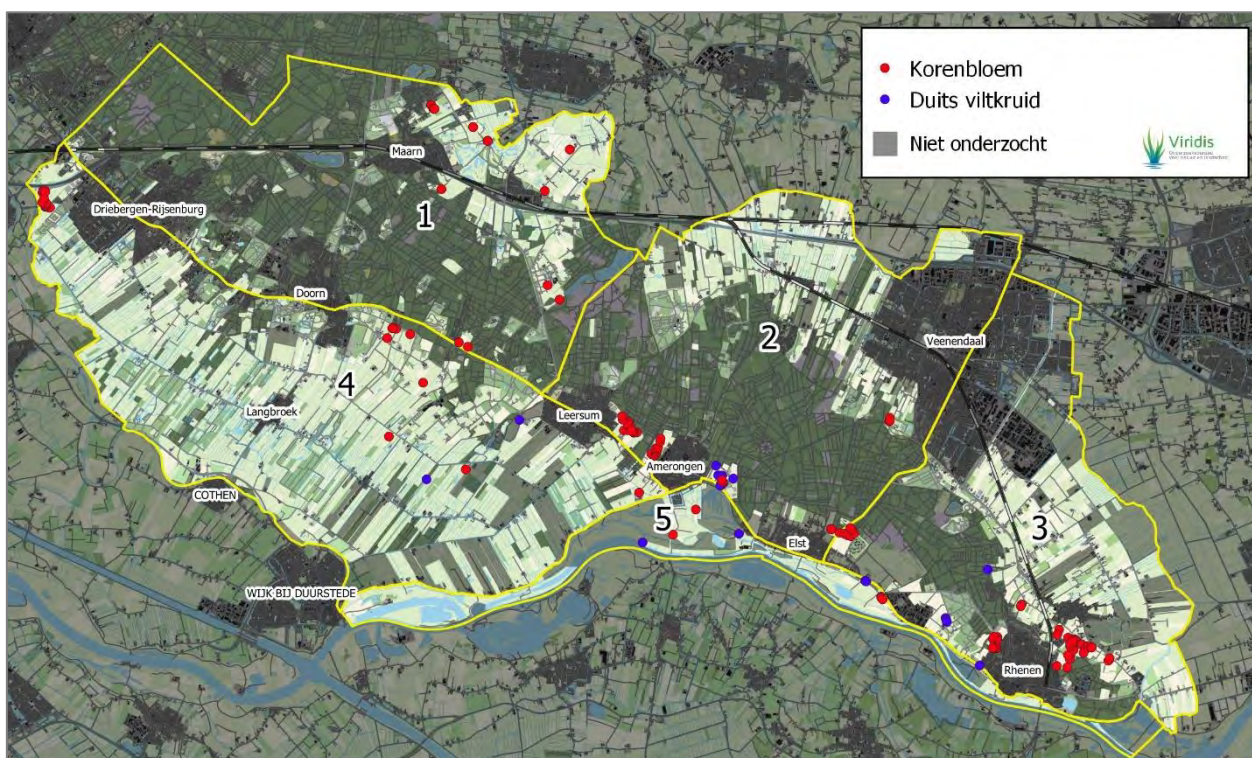 Korenbloem
Duits viltkruid
Niet onderzocht
Viridis
Maarn
1
Driebergen-Rijsenburg
Doorn
2
Veenendaal
4
Langbroek
Leersum
Amerongen
COTHEN
5
Elst
3
WIJK BIJ DUURSTEDE
Rhenen